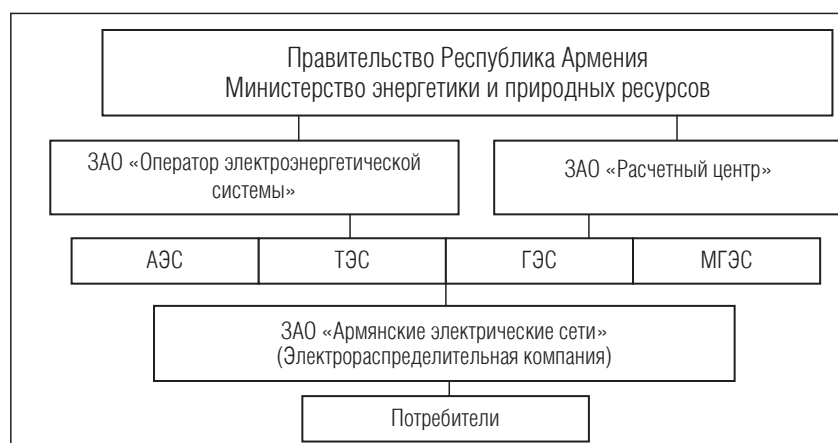 Правительство Республика Армения
Министерство энергетики и природных ресурсов
ЗАО «Оператор электроэнергетической
системы»
ЗАО «Расчетный центр»
АЭС
ТЭС
ГЭС
МГЭС
ЗАО «Армянские электрические сети»
(Электрораспределительная компания)
Потребители